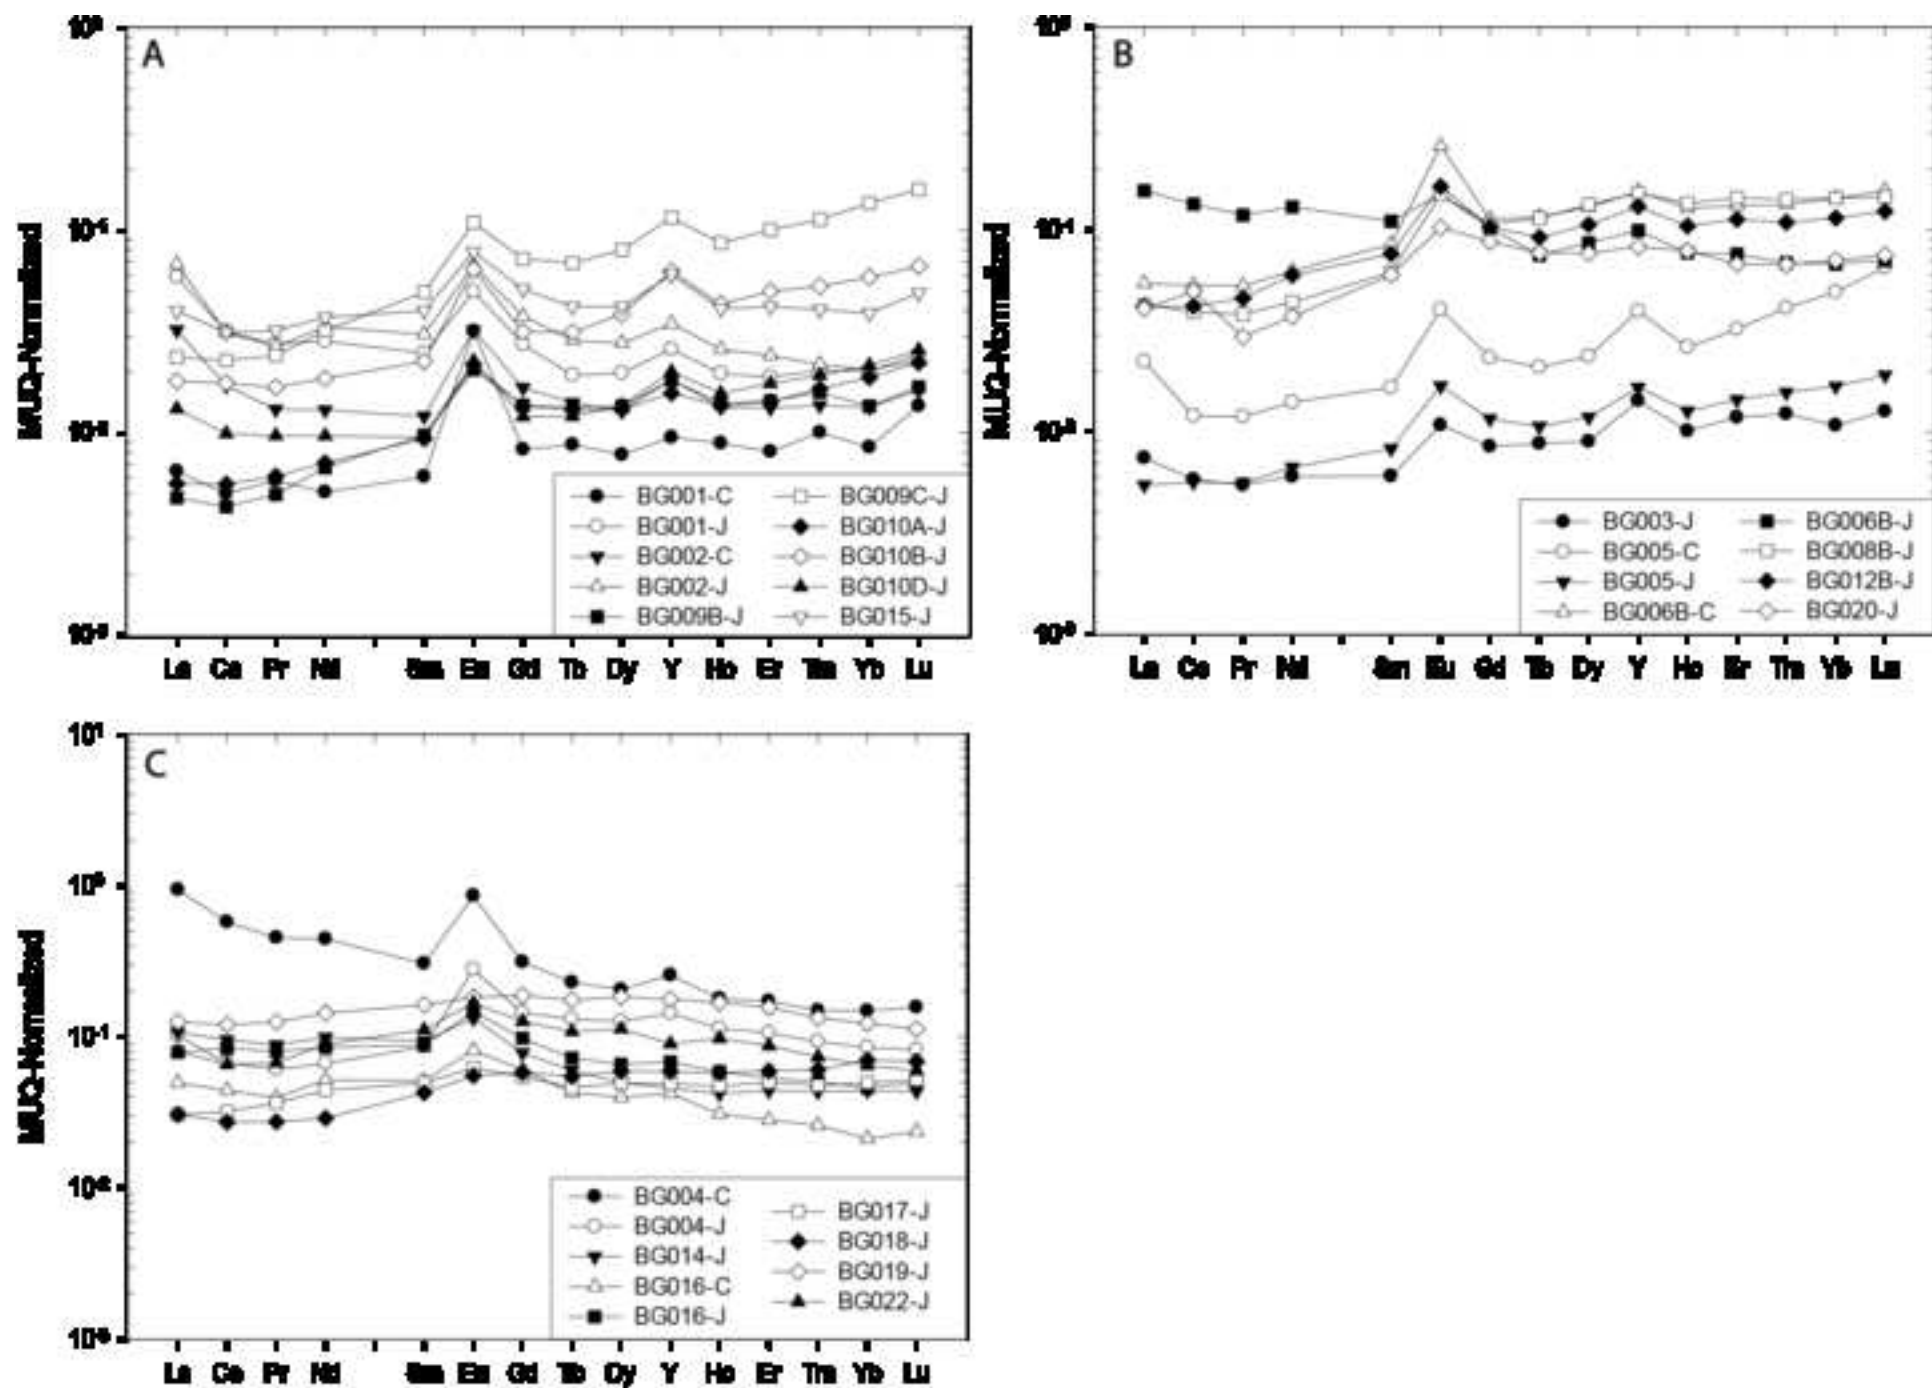 A
MUQ-Normalized
BG001-C
BG001-J
BG002-C
BG002-J
BG009B-J
BG009C-J
BG010A-J
BG010B-J
BG010D-J
BG015-J
La Ce Pr Nd Sm Eu Gd Tb Dy Y Ho Er Tm Yb Lu
B
MUQ-Normalized
BG003-J
BG005-C
BG005-J
BG006B-C
BG006B-J
BG008B-J
BG012B-J
BG020-J
La Ce Pr Nd Sm Eu Gd Tb Dy Y Ho Er Tm Yb Lu
C
10¹
MUQ-Normalized
BG004-C
BG004-J
BG014-J
BG016-C
BG016-J
BG017-J
BG018-J
BG019-J
BG022-J
La Ce Pr Nd Sm Eu Gd Tb Dy Y Ho Er Tm Yb Lu